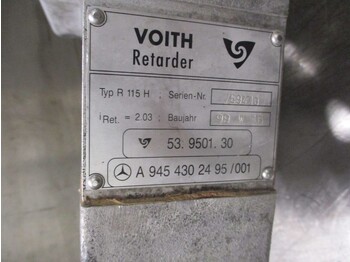 VOITH
Retarder
Typ R 115 H Serien-Nr.
iRet. = 2.03 Baujahr
53. 9501. 30
A 945 430 24 95 /001